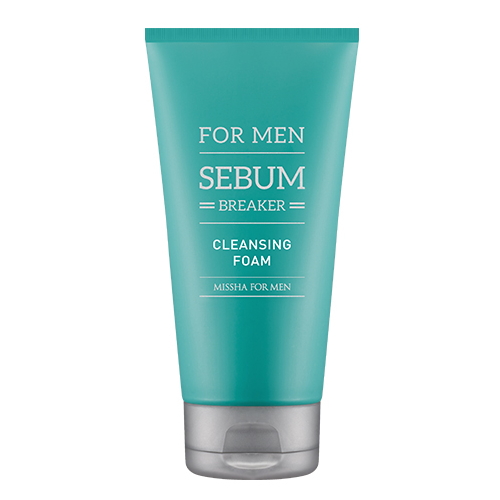 FOR MEN
SEBUM
BREAKER
CLEANSING
FOAM
MISSHA FOR MEN